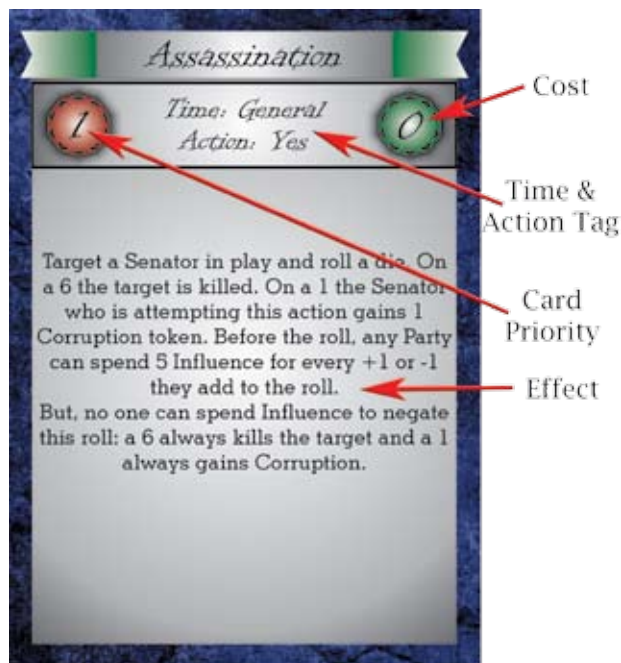 Assassination
1
Time: General
Action: Yes
0
Cost
Time &
Action Tag
Card
Priority
Target a Senator in play and roll a die. On
a 6 the target is killed. On a 1 the Senator
who is attempting this action gains 1
Corruption token. Before the roll, any Party
can spend 5 Influence for every +1 or -1
they add to the roll.
Effect
But, no one can spend Influence to negate
this roll: a 6 always kills the target and a 1
always gains Corruption.